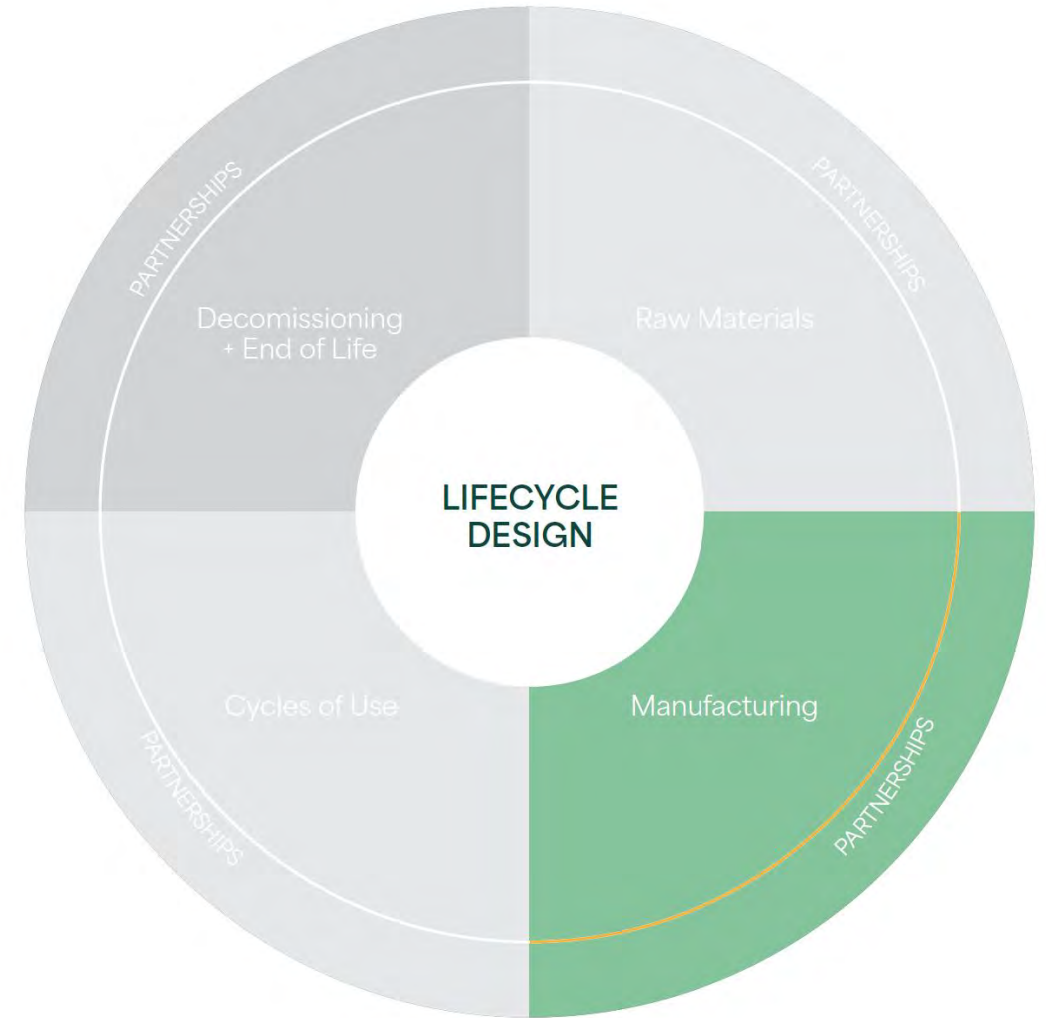 PARTNERSHIPS
PARTNERSHIPS
Decomissioning
+ End of Life
Raw Materials
LIFECYCLE
DESIGN
Cycles of Use
Manufacturing
PARTNERSHIPS
PARTNERSHIPS